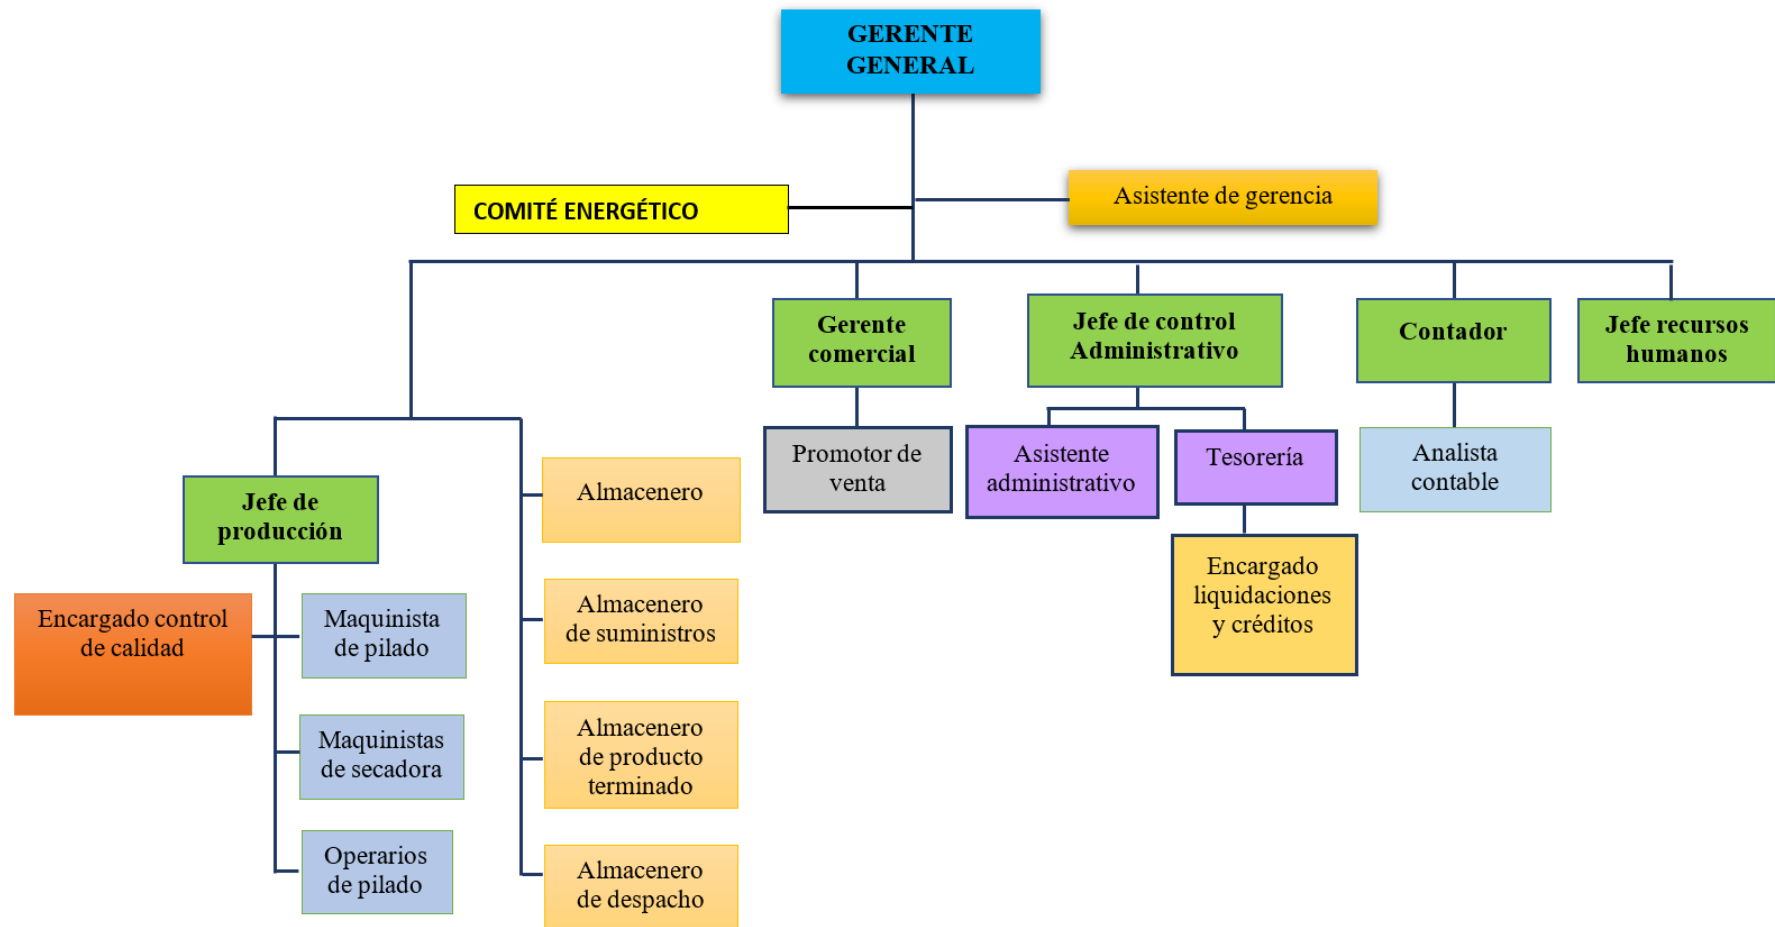 GERENTE
GENERAL
COMITÉ ENERGÉTICO
Asistente de gerencia
Gerente
comercial
Jefe de control
Administrativo
Contador
Jefe recursos
humanos
Promotor de
venta
Asistente
administrativo
Tesorería
Analista
contable
Almacenero
Jefe de
producción
Encargado
liquidaciones
y créditos
Encargado control
de calidad
Maquinista
de pilado
Almacenero
de suministros
Maquinistas
de secadora
Almacenero
de producto
terminado
Operarios
de pilado
Almacenero
de despacho